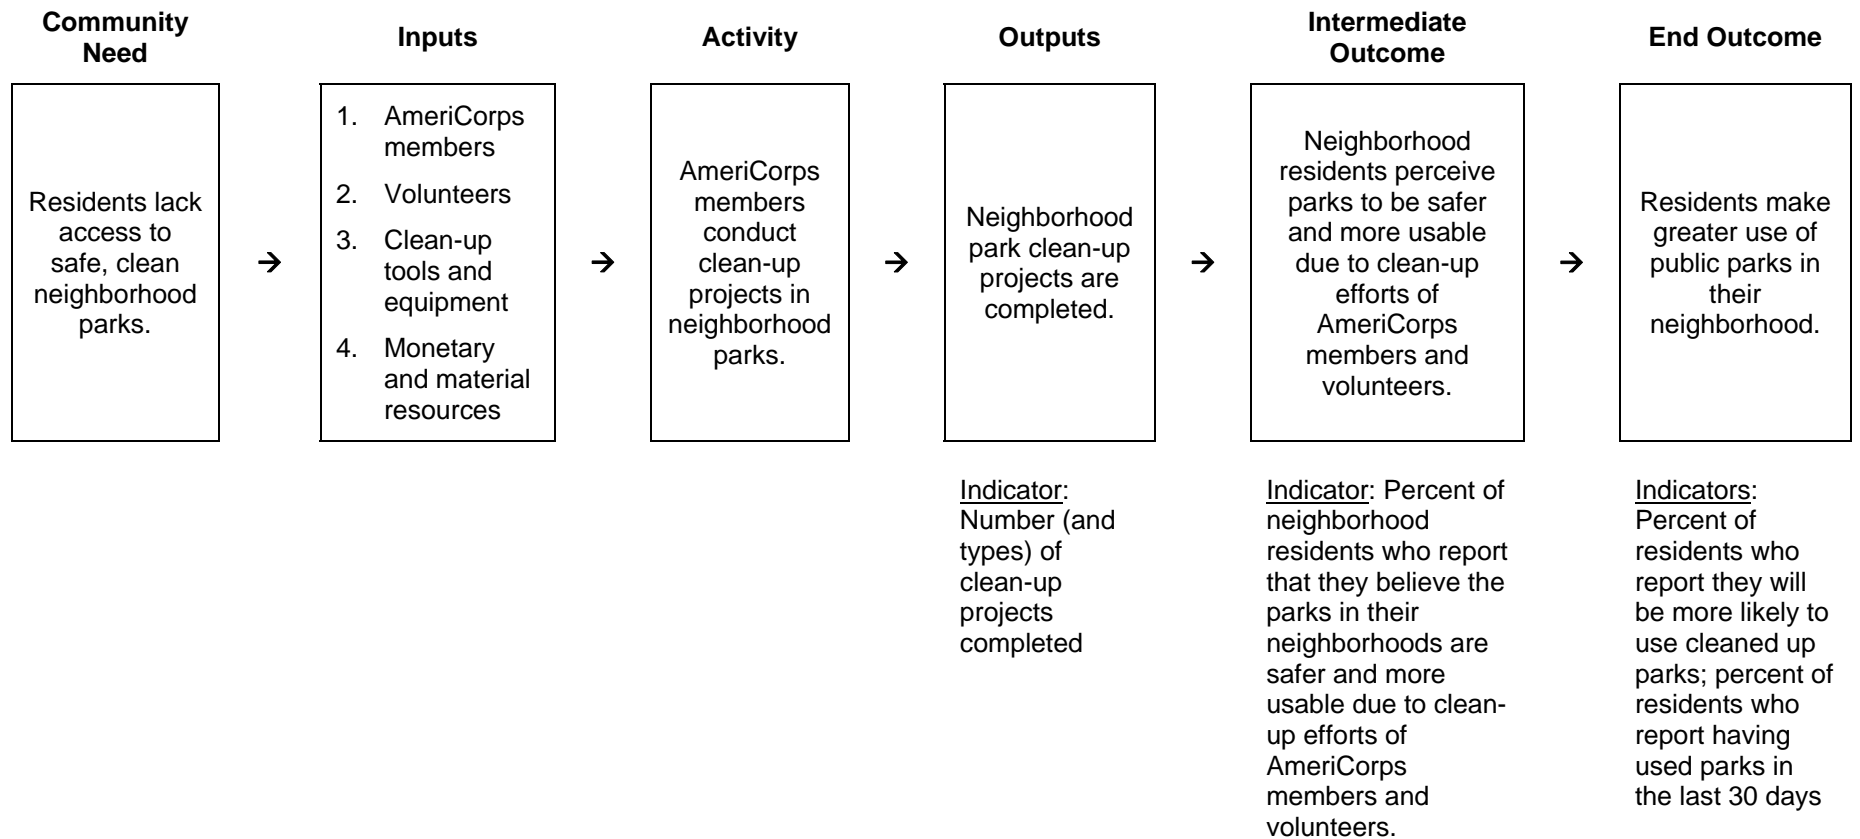 Community
Need
Inputs
Activity
Outputs
Intermediate
Outcome
End Outcome
Residents lack
access to
safe, clean
neighborhood
parks.
→
1. AmeriCorps
members
2. Volunteers
3. Clean-up
tools and
equipment
4. Monetary
and material
resources
→
AmeriCorps
members
conduct
clean-up
projects in
neighborhood
parks.
→
Neighborhood
park clean-up
projects are
completed.
→
Neighborhood
residents perceive
parks to be safer
and more usable
due to clean-up
efforts of
AmeriCorps
members and
volunteers.
→
Residents make
greater use of
public parks in
their
neighborhood.
Indicator:
Number (and
types) of
clean-up
projects
completed
Indicator: Percent of
neighborhood
residents who report
that they believe the
parks in their
neighborhoods are
safer and more
usable due to clean-
up efforts of
AmeriCorps
members and
volunteers.
Indicators:
Percent of
residents who
report they will
be more likely to
use cleaned up
parks; percent of
residents who
report having
used parks in
the last 30 days